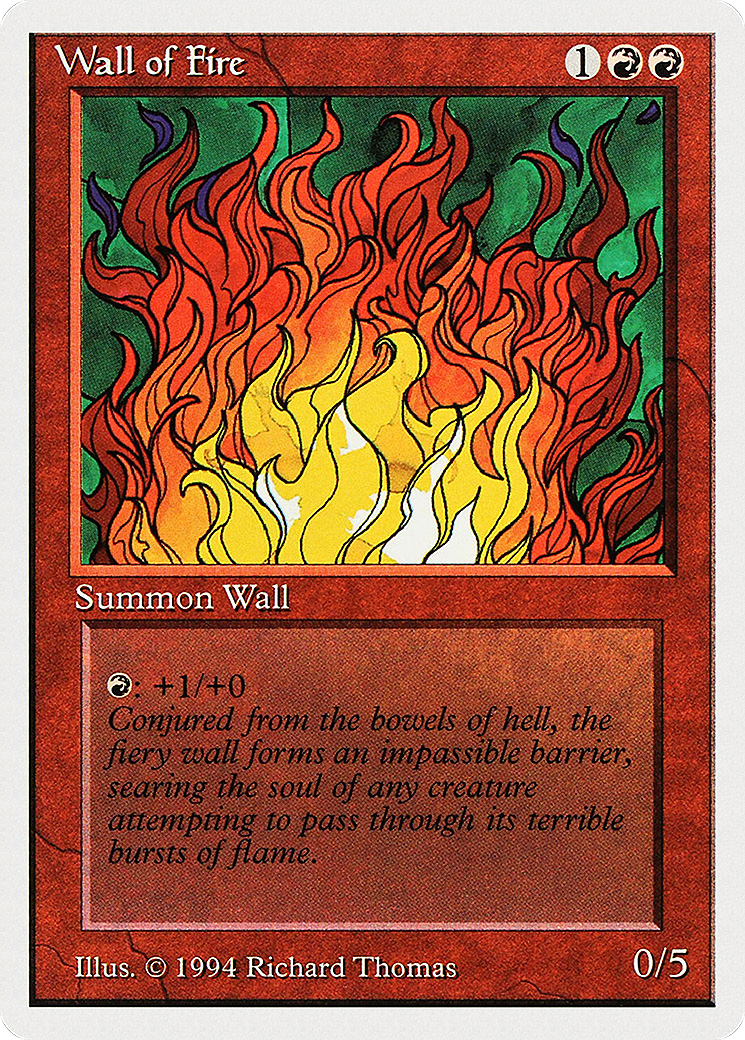 Wall of Fire
1
Summon Wall
: +1/+0
Conjured from the bowels of hell, the
fiery wall forms an impassible barrier,
searing the soul of any creature
attempting to pass through its terrible
bursts of flame.
Illus. © 1994 Richard Thomas
0/5